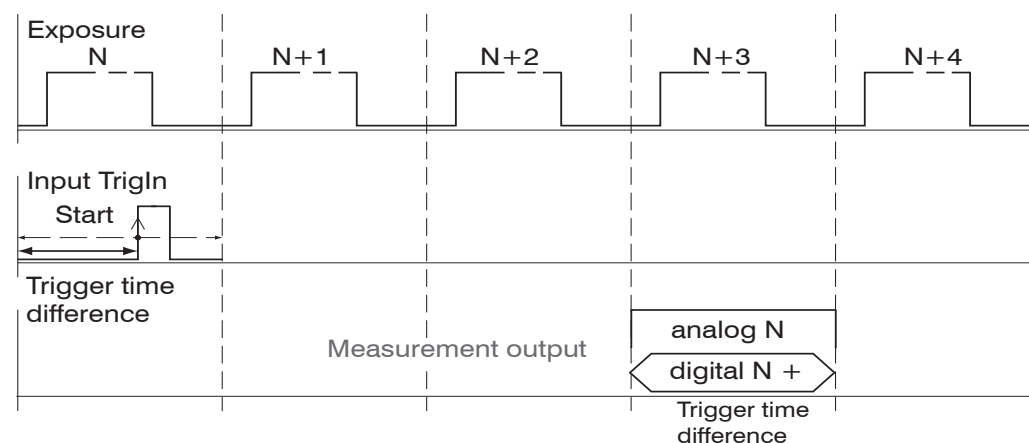 Exposure
N N+1 N+2 N+3 N+4
Input TrigIn
Start
Trigger time
difference
analog N
Measurement output
digital N +
Trigger time
difference